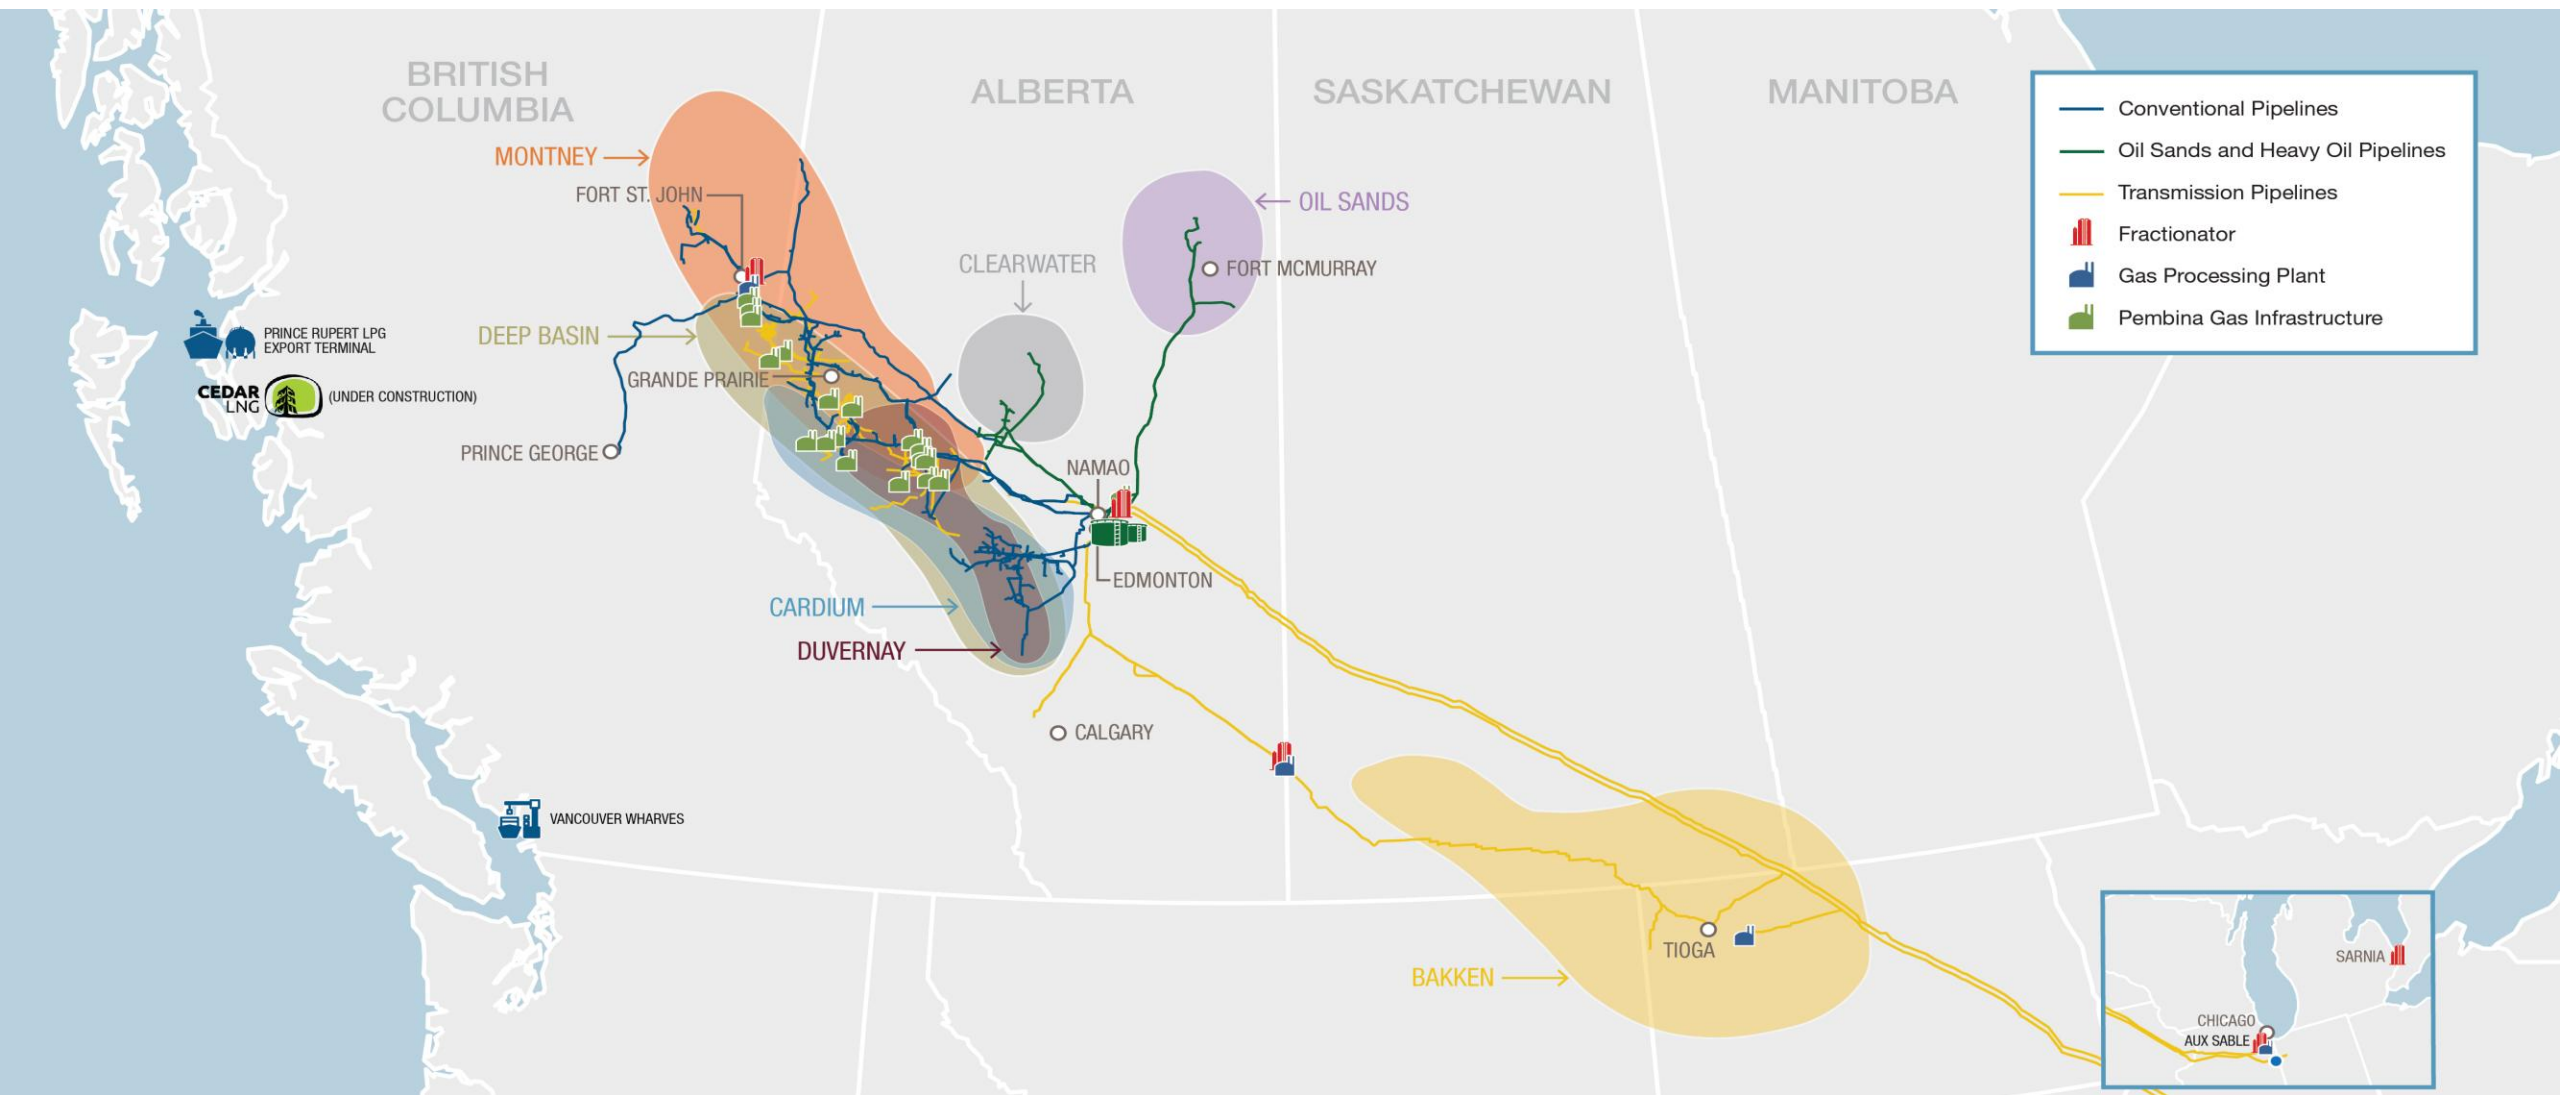 BRITISH
COLUMBIA
ALBERTA
SASKATCHEWAN
MANITOBA
Conventional Pipelines
Oil Sands and Heavy Oil Pipelines
Transmission Pipelines
Fractionator
Gas Processing Plant
Pembina Gas Infrastructure
MONTNEY
FORT ST. JOHN
OIL SANDS
CLEARWATER
FORT MCMURRAY
PRINCE RUPERT LPG
EXPORT TERMINAL
DEEP BASIN
GRANDE PRAIRIE
CEDAR
LNG
(UNDER CONSTRUCTION)
PRINCE GEORGE
NAMAO
EDMONTON
CARDIUM
DUVERNAY
CALGARY
VANCOUVER WHARVES
TIOGA
BAKKEN
SARNIA
CHICAGO
AUX SABLE